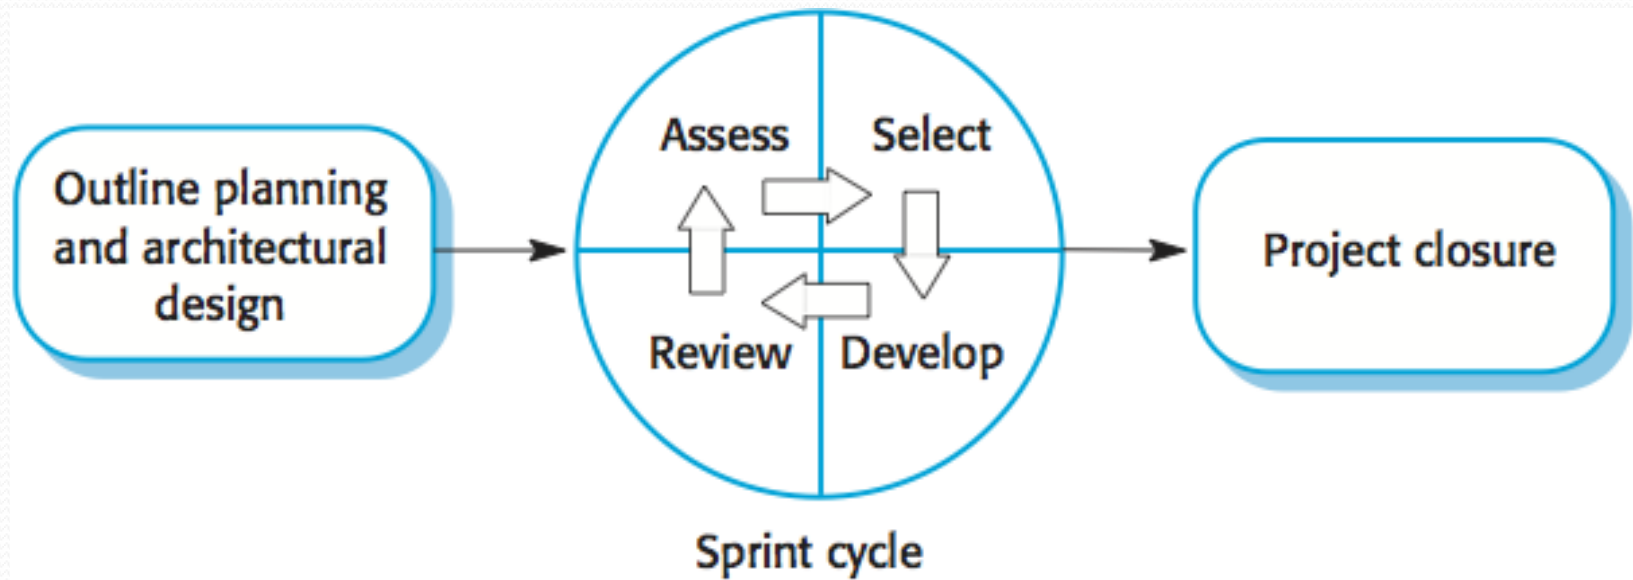 Outline planning
and architectural
design
Assess
Select
Review
Develop
Sprint cycle
Project closure